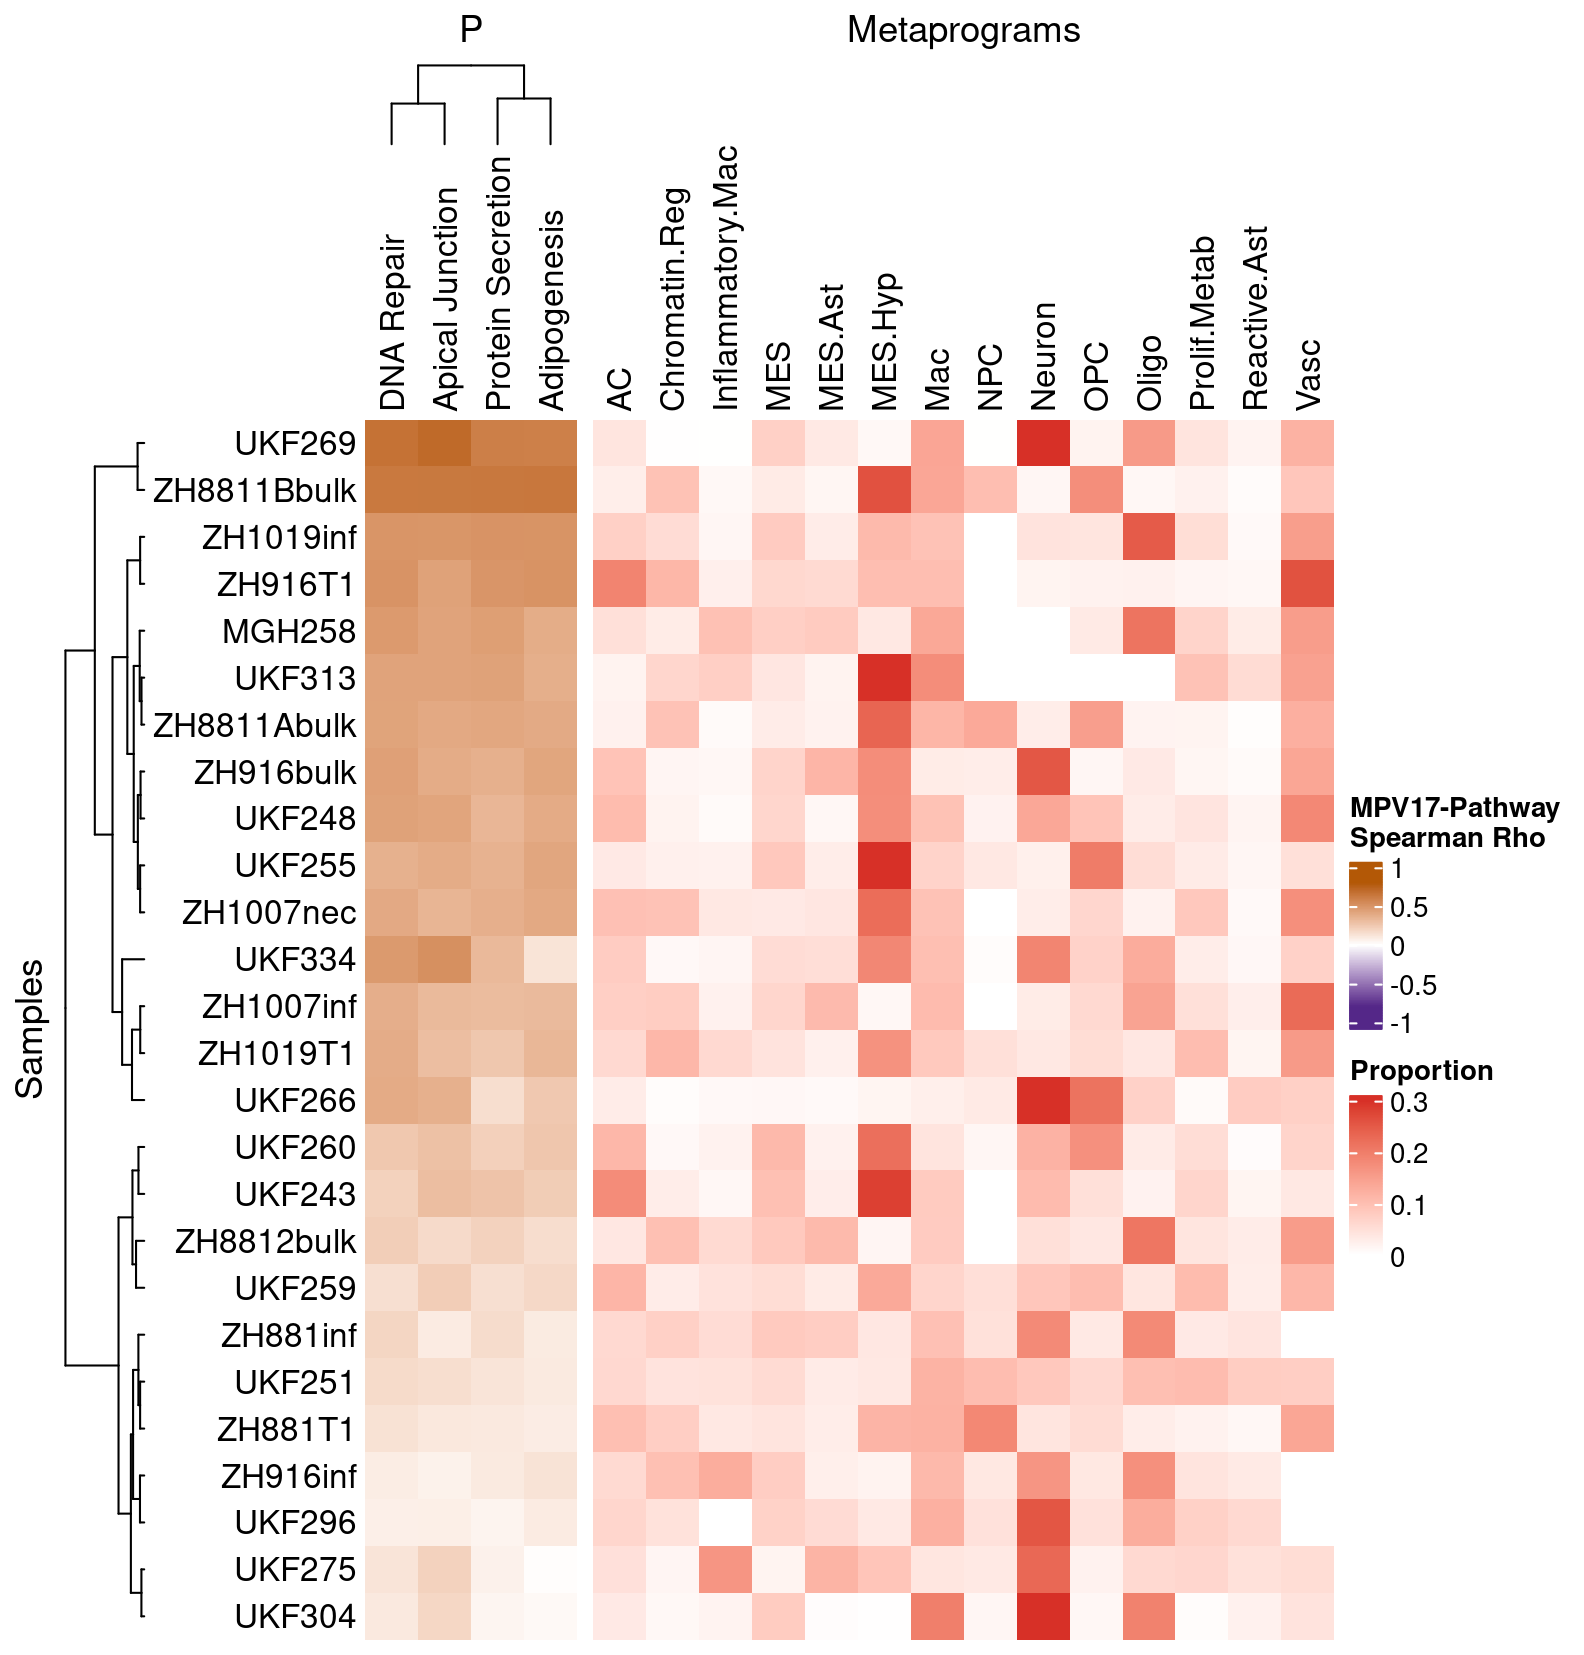 P
Metaprograms
DNA Repair
Apical Junction
Protein Secretion
Adipogenesis
AC
Chromatin.Reg
Inflammatory.Mac
MES
MES.Ast
MES.Hyp
Mac
NPC
Neuron
OPC
Oligo
Prolif.Metab
Reactive.Ast
Vasc
Samples
UKF269
ZH8811Bbulk
ZH1019inf
ZH916T1
MGH258
UKF313
ZH8811Abulk
ZH916bulk
UKF248
UKF255
ZH1007nec
UKF334
ZH1007inf
ZH1019T1
UKF266
UKF260
UKF243
ZH8812bulk
UKF259
ZH881inf
UKF251
ZH881T1
ZH916inf
UKF296
UKF275
UKF304
MPV17-Pathway
Spearman Rho
1
0.5
0
-0.5
-1
Proportion
0.3
0.2
0.1
0